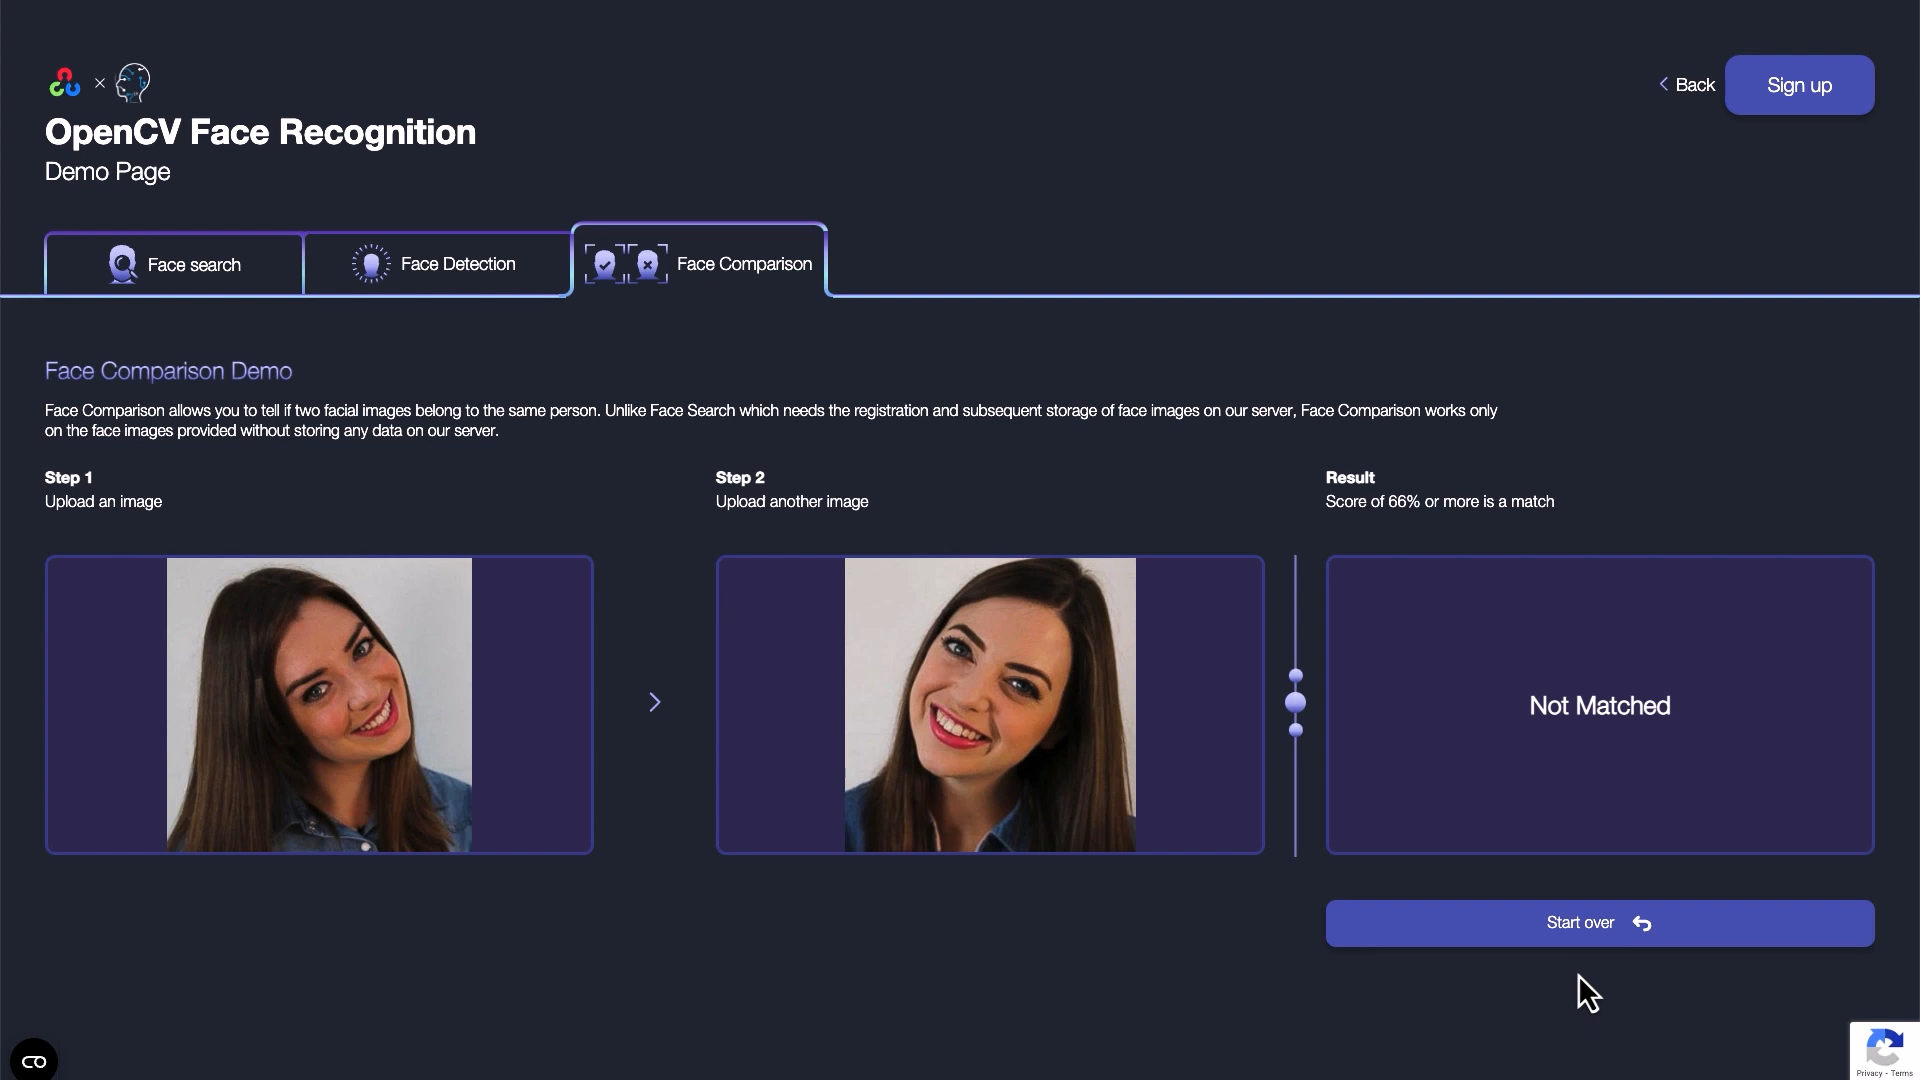 Back
Sign up
OpenCV Face Recognition
Demo Page
Face search
Face Detection
Face Comparison
Face Comparison Demo
Face Comparison allows you to tell if two facial images belong to the same person. Unlike Face Search which needs the registration and subsequent storage of face images on our server, Face Comparison works only
on the face images provided without storing any data on our server.
Step 1
Upload an image
Step 2
Upload another image
Result
Score of 66% or more is a match
Not Matched
Start over
Privacy - Terms